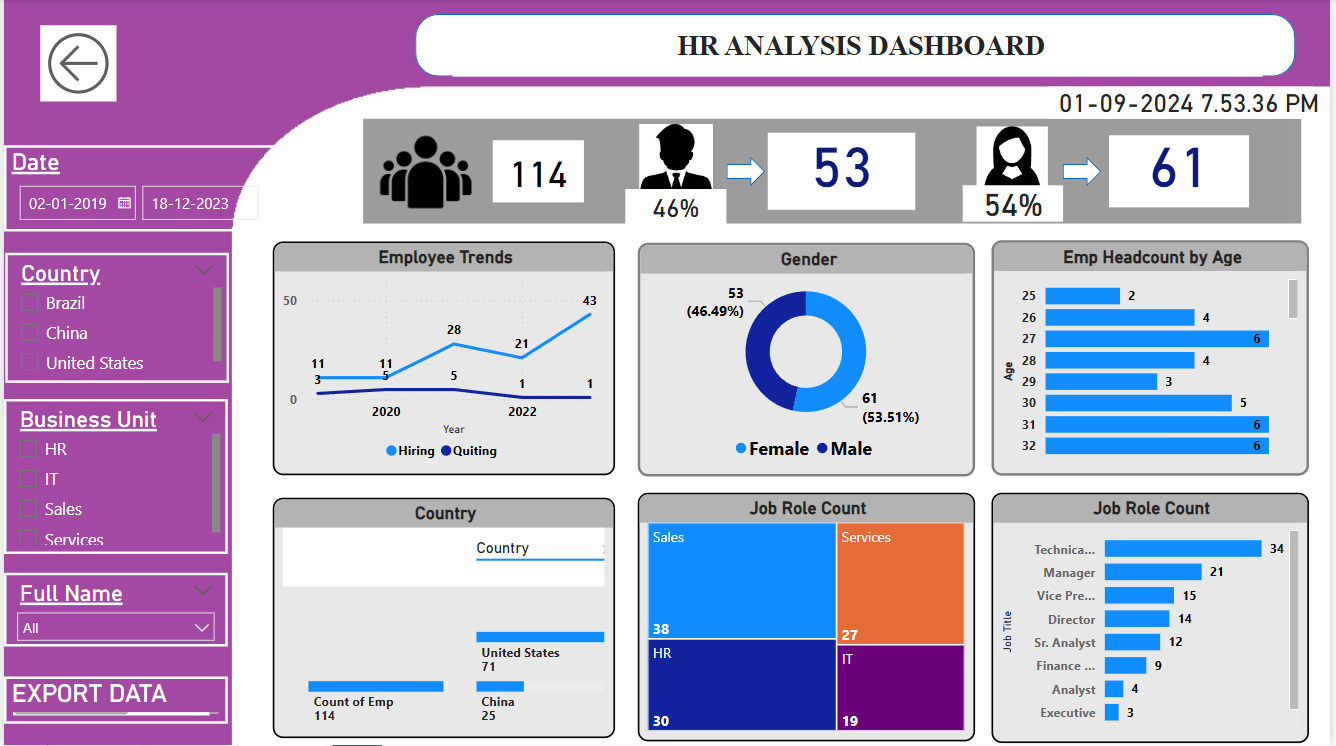 HR ANALYSIS DASHBOARD
01-09-2024 7.53.36 PM
Date
02-01-2019 18-12-2023
114
46%
53
54%
61
Country
Brazil
China
United States
Business Unit
HR
IT
Sales
Services
Full Name
All
EXPORT DATA
Employee Trends
50
0
11
11
28
21
43
3
5
5
1
1
2020 2022
Year
Hiring Quiting
Gender
53
(46.49%)
61
(53.51%)
Female Male
Emp Headcount by Age
Age
25 2
26 4
27 6
28 4
29 3
30 5
31 6
32 6
Country
Country
United States
71
Count of Emp
114
China
25
Job Role Count
Sales
38
Services
27
HR
30
IT
19
Job Role Count
Job Title
Technica... 34
Manager 21
Vice Pre... 15
Director 14
Sr. Analyst 12
Finance ... 9
Analyst 4
Executive 3